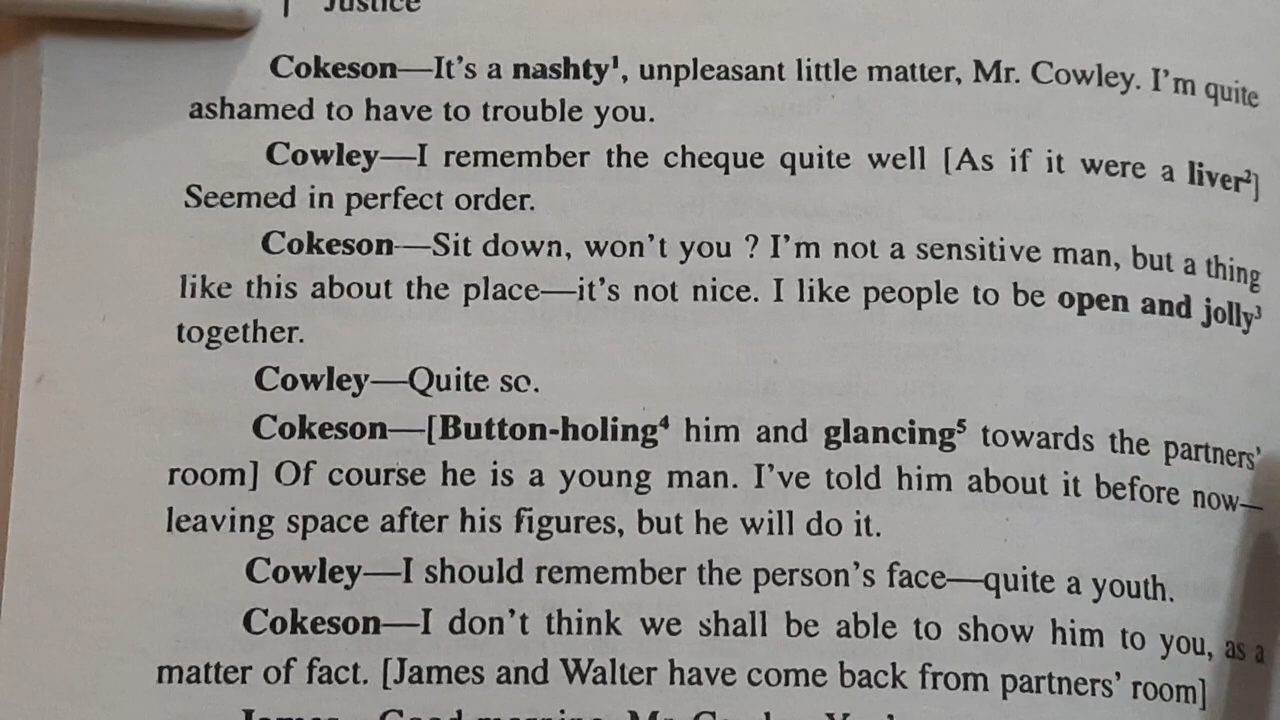 Justice
Cokeson—It's a nashty¹, unpleasant little matter, Mr. Cowley. I'm quite
ashamed to have to trouble you.
Cowley—I remember the cheque quite well [As if it were a liver²]
Seemed in perfect order.
Cokeson—Sit down, won't you ? I'm not a sensitive man, but a thing
like this about the place—it's not nice. I like people to be open and jolly³
together.
Cowley—Quite so.
Cokeson—[Button-holing⁴ him and glancing⁵ towards the partners'
room] Of course he is a young man. I've told him about it before now—
leaving space after his figures, but he will do it.
Cowley—I should remember the person's face—quite a youth.
Cokeson—I don't think we shall be able to show him to you, as a
matter of fact. [James and Walter have come back from partners' room]
James—Good morning, Mr. Cowley.